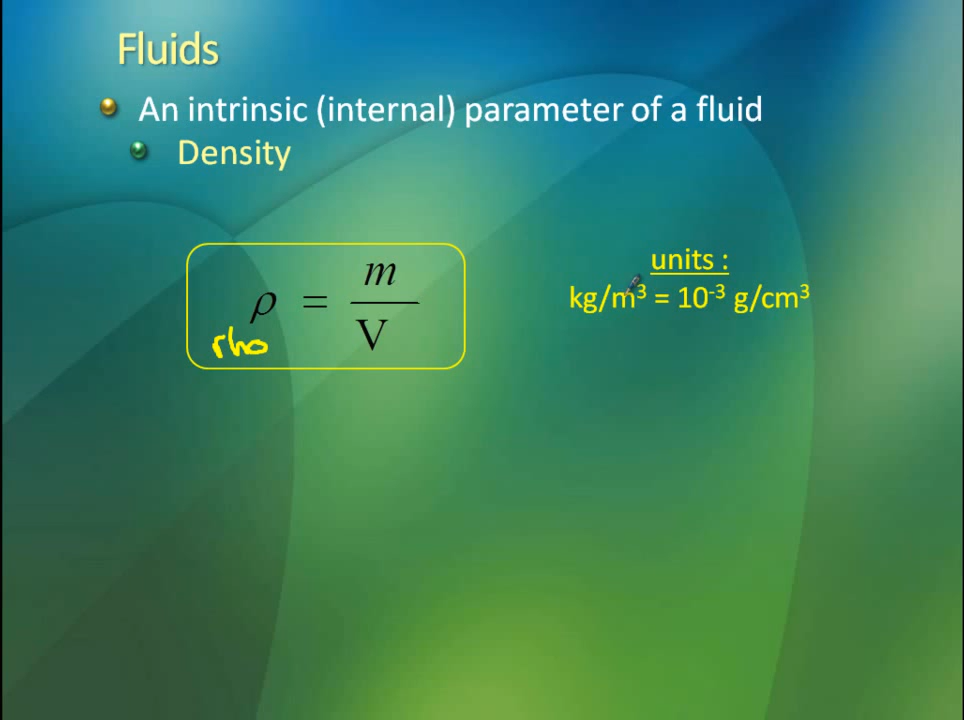 Fluids
An intrinsic (internal) parameter of a fluid
Density
ρ = m / V
rho
units :
kg/m³ = 10⁻³ g/cm³